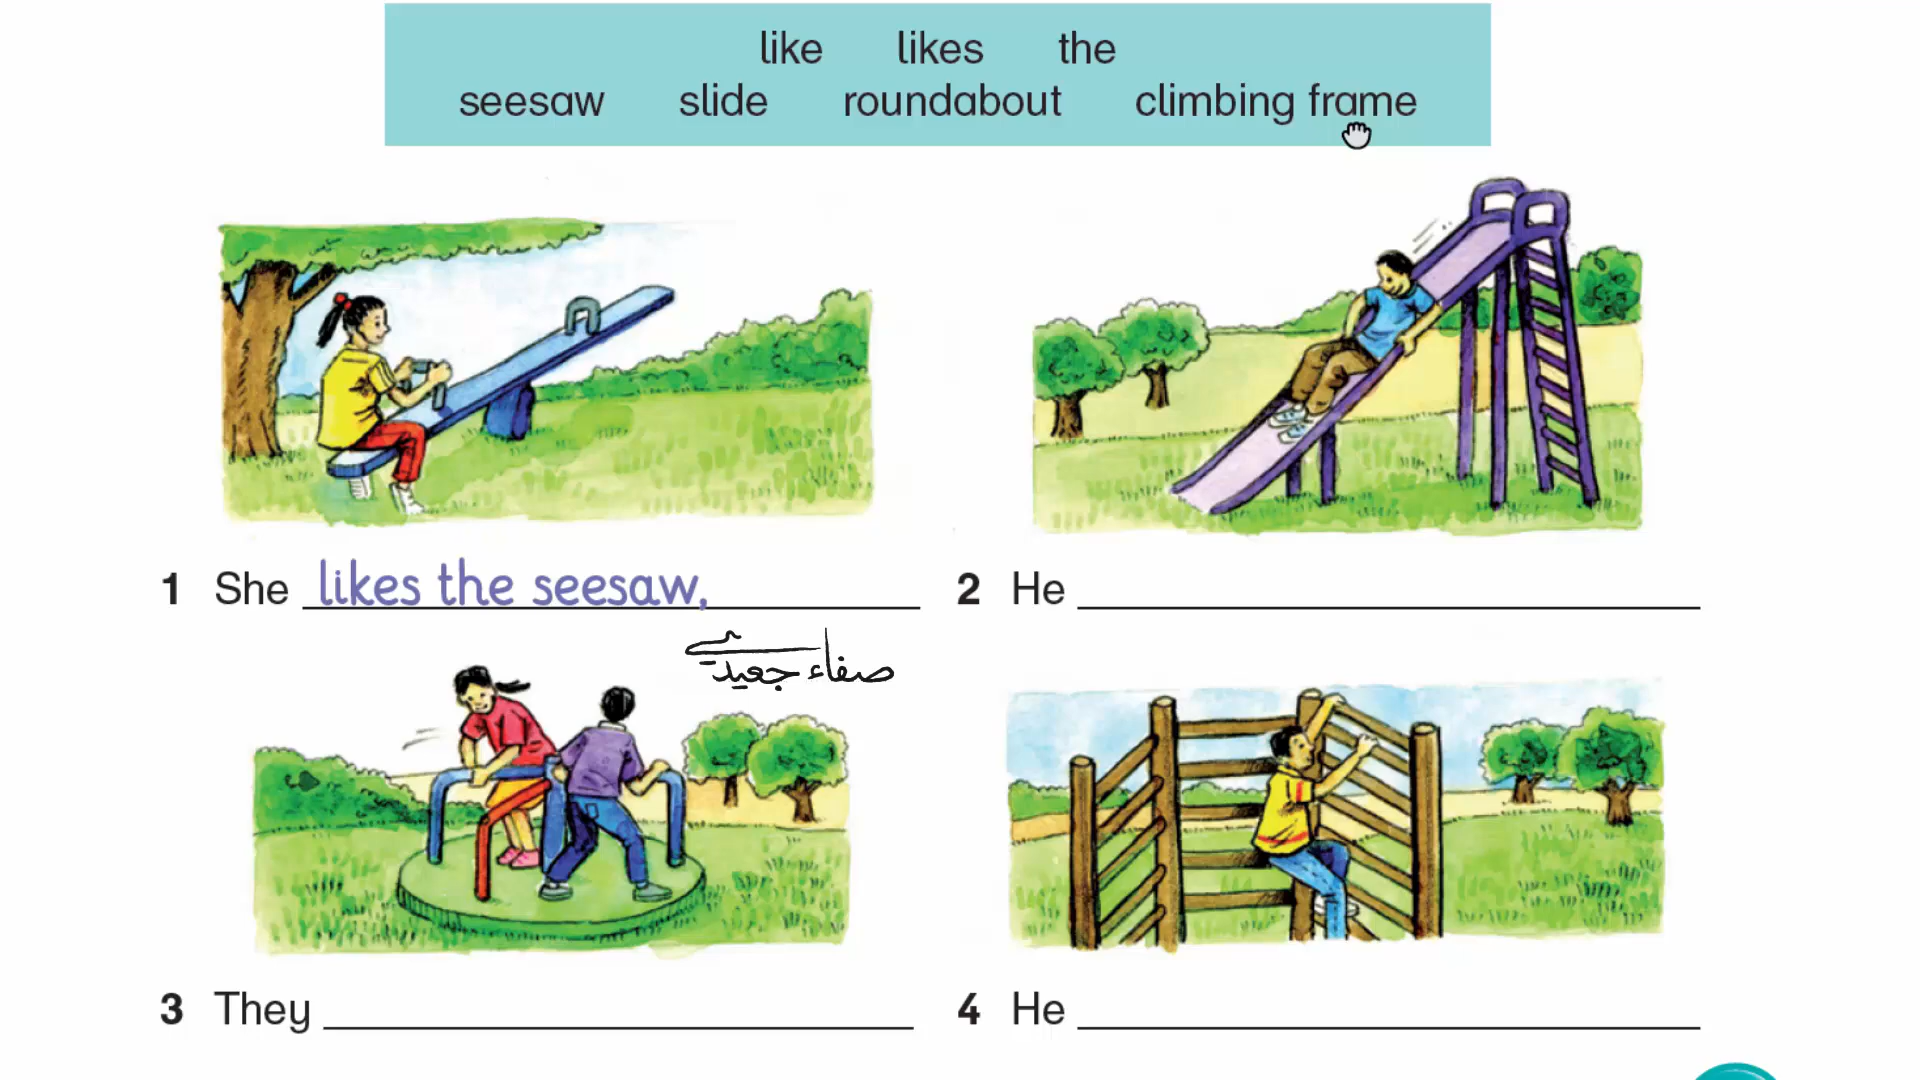 like likes the
seesaw slide roundabout climbing frame
1 She likes the seesaw,
2 He
صفاء جعيدي
3 They
4 He